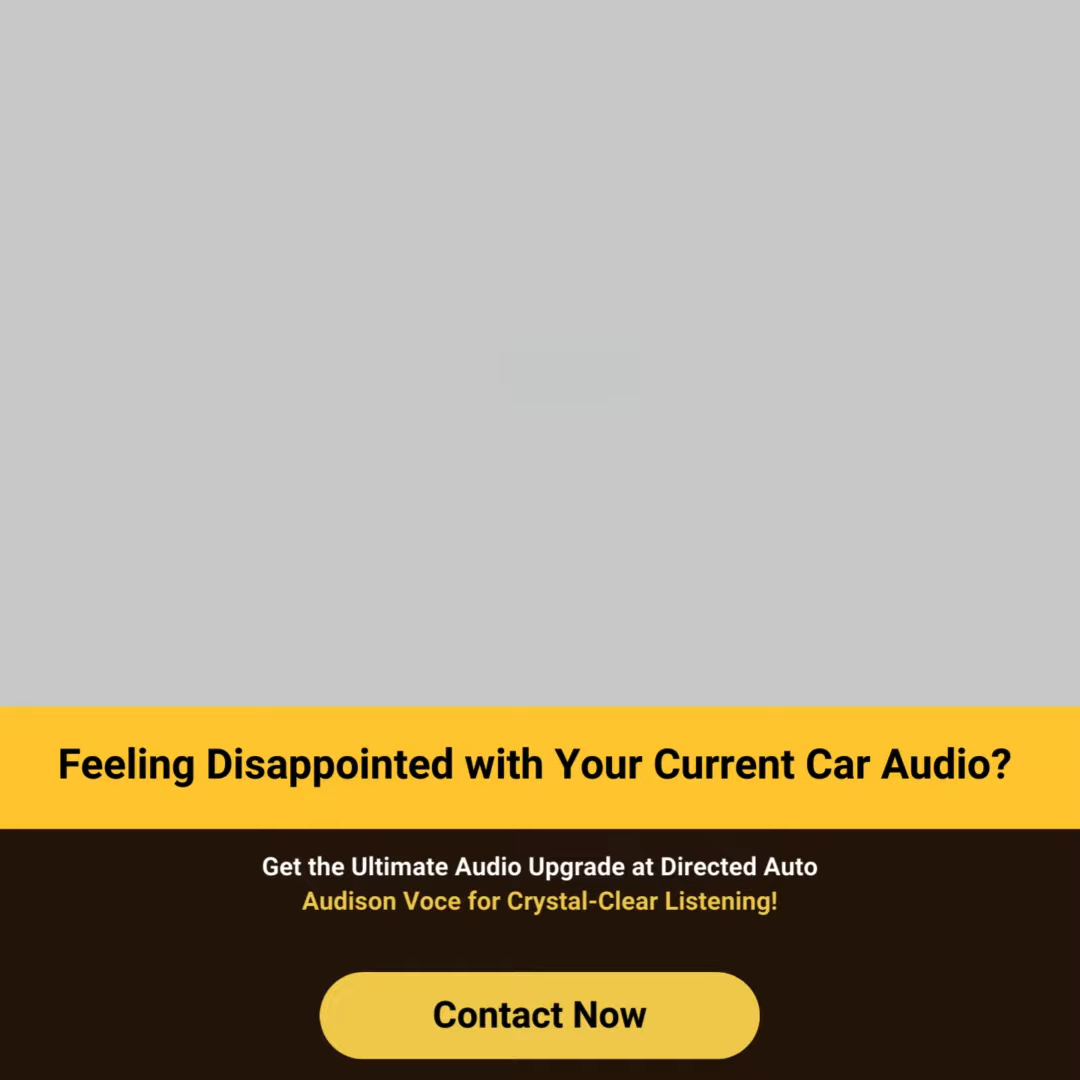 Feeling Disappointed with Your Current Car Audio?
Get the Ultimate Audio Upgrade at Directed Auto
Audison Voce for Crystal-Clear Listening!
Contact Now